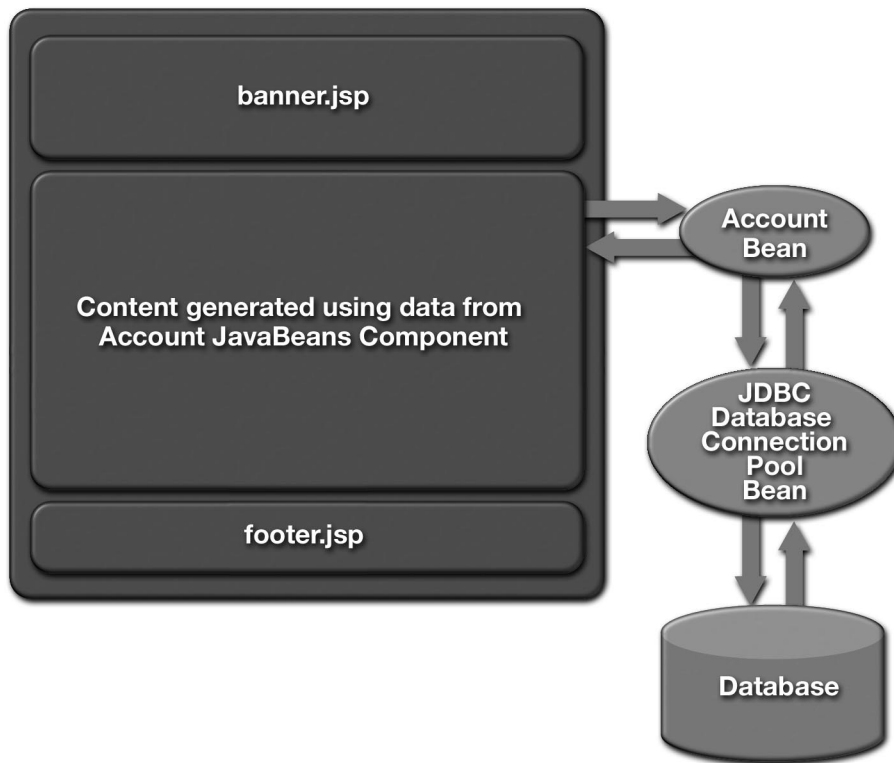 banner.jsp
Content generated using data from
Account JavaBeans Component
footer.jsp
Account
Bean
JDBC
Database
Connection
Pool
Bean
Database